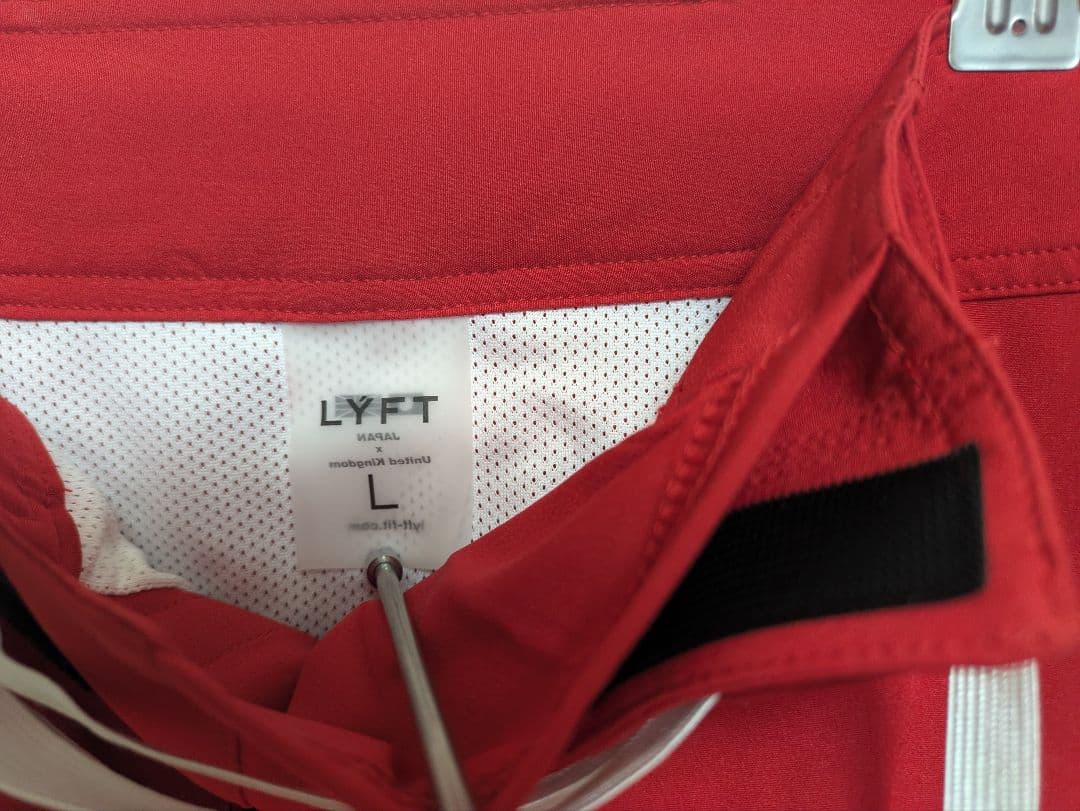 LYFT
JAPAN
x
United Kingdom
L
lyft-fit.com